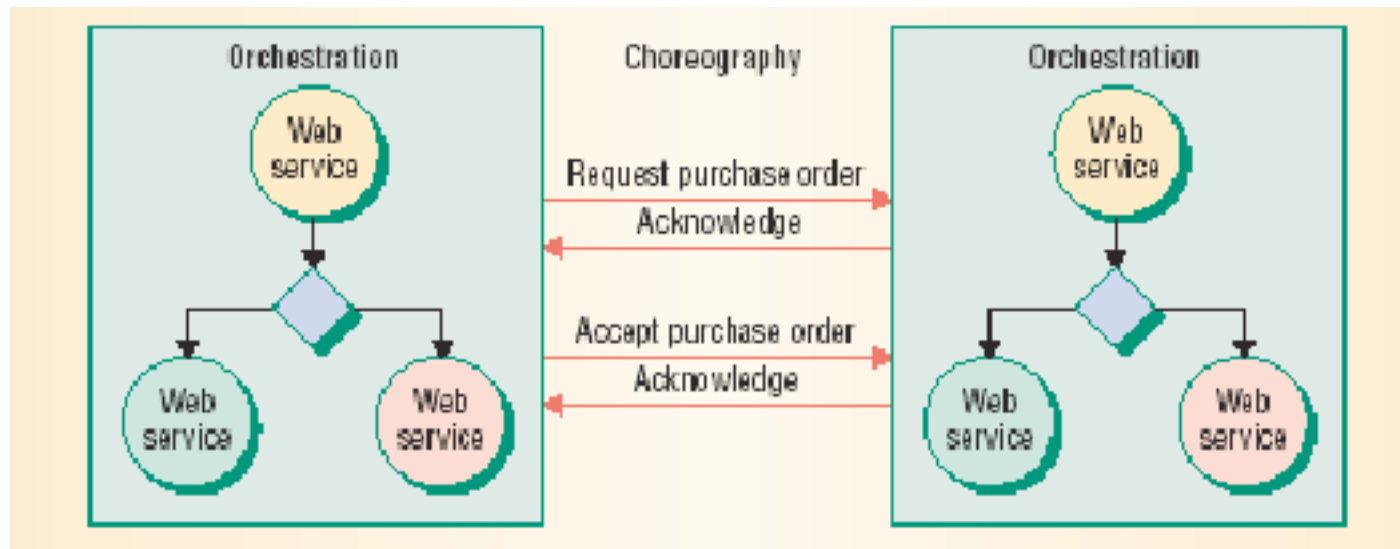 Orchestration
Choreography
Orchestration
Web
service
Web
service
Request purchase order
Acknowledge
Accept purchase order
Acknowledge
Web
service
Web
service
Web
service
Web
service